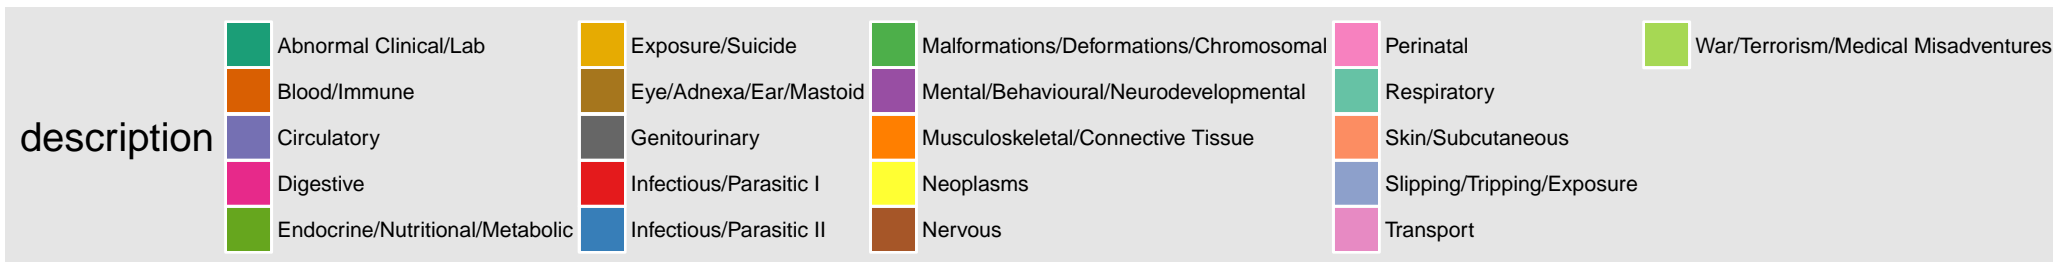 description
Abnormal Clinical/Lab
Blood/Immune
Circulatory
Digestive
Endocrine/Nutritional/Metabolic
Exposure/Suicide
Eye/Adnexa/Ear/Mastoid
Genitourinary
Infectious/Parasitic I
Infectious/Parasitic II
Malformations/Deformations/Chromosomal
Mental/Behavioural/Neurodevelopmental
Musculoskeletal/Connective Tissue
Neoplasms
Nervous
Perinatal
Respiratory
Skin/Subcutaneous
Slipping/Tripping/Exposure
Transport
War/Terrorism/Medical Misadventures